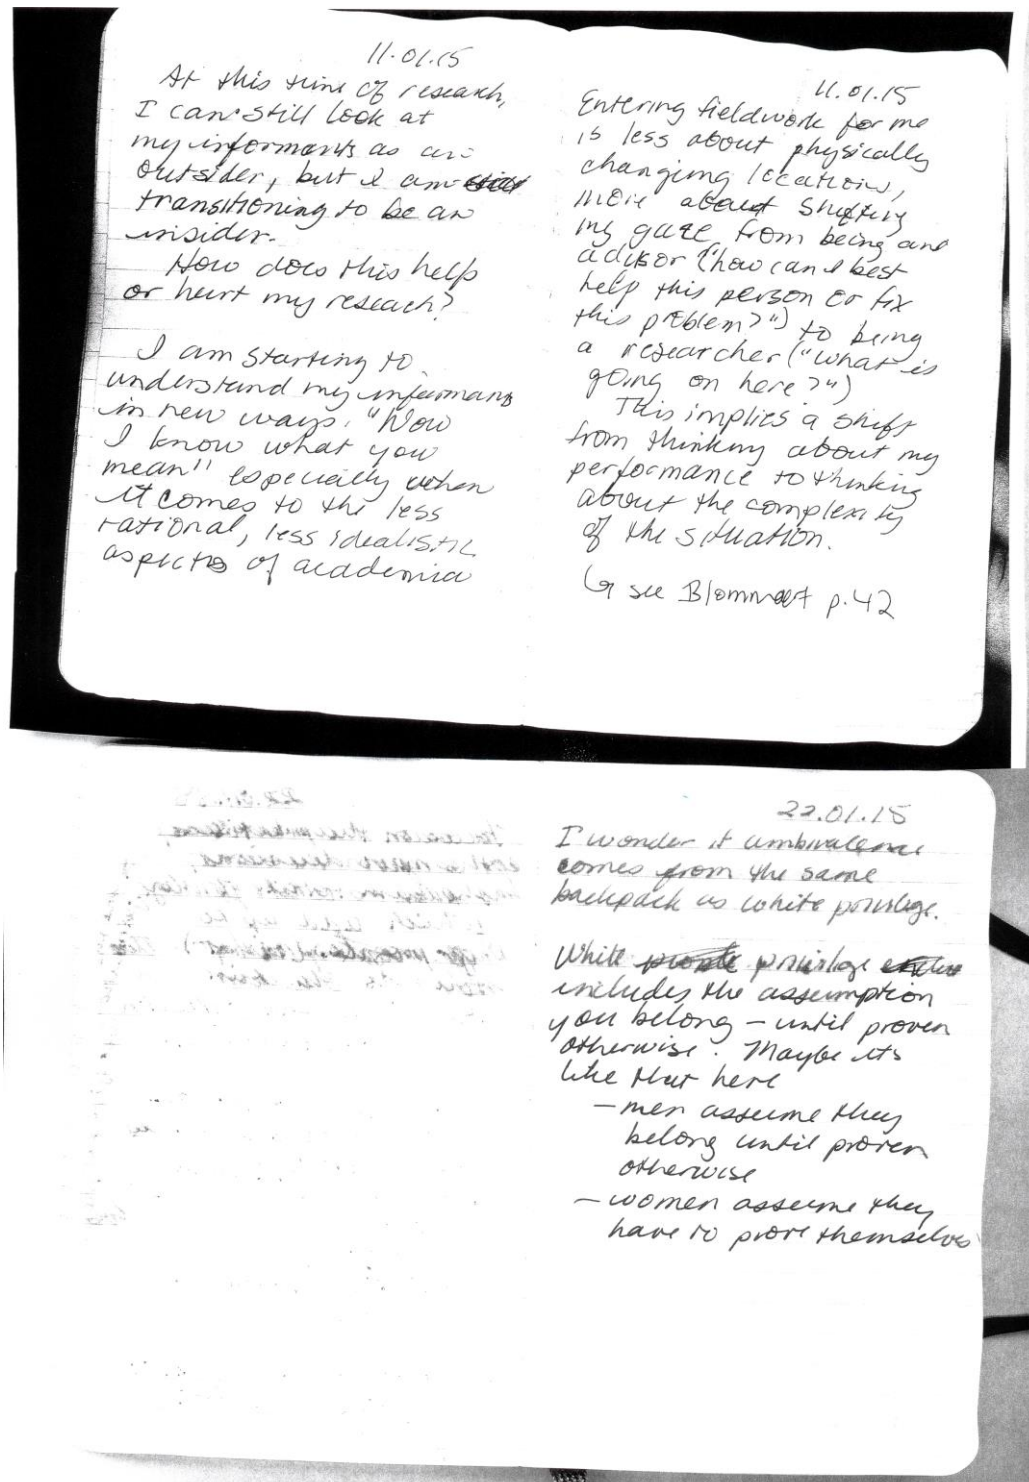 11.01.15
At this time of research,
I can still look at
my informants as an
outsider, but I am
transitioning to be an
insider.
How does this help
or hurt my reseach?
I am starting to
understand my informans
in new ways. "Now
I know what you
mean" especially when
it comes to the less
rational, less idealistic
aspects of academia
11.01.15
Entering fieldwork for me
is less about physically
changing locations,
more about shifting
my gaze from being and
advisor ("how can I best
help this person or fix
this problem?") to being
a researcher ("what is
going on here?")
This implies a shift
from thinking about my
performance to thinking
about the complexity
of the situation.
↳ see Blommaert p.42
22.01.15
I wonder if ambivalence
comes from the same
backpack as white privilege.
White privilege
includes the assumption
you belong – until proven
otherwise. Maybe its
like that here
– men assume they
belong until proven
otherwise
– women assume they
have to prove themselves